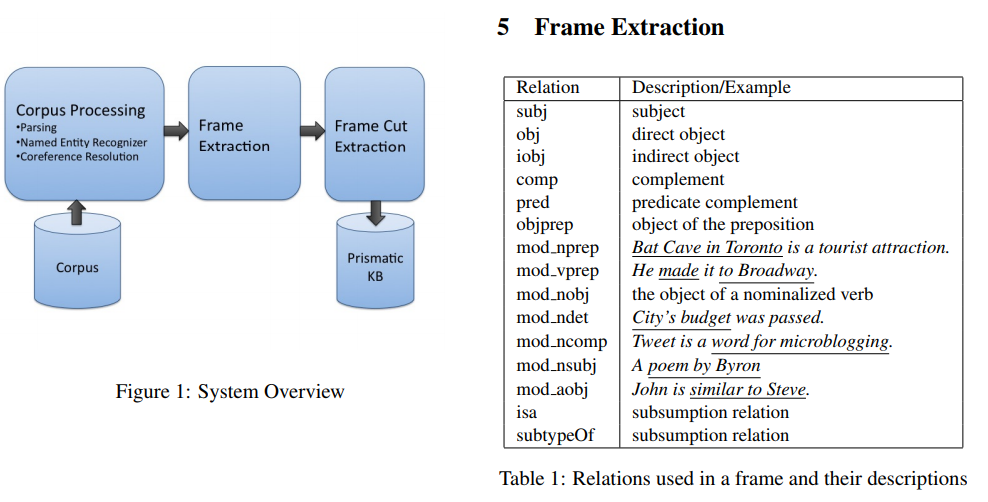 Corpus Processing
•Parsing
•Named Entity Recognizer
•Coreference Resolution
Frame
Extraction
Frame Cut
Extraction
Corpus
Prismatic
KB
Figure 1: System Overview
5 Frame Extraction
Relation Description/Example
subj subject
obj direct object
iobj indirect object
comp complement
pred predicate complement
objprep object of the preposition
mod_nprep Bat Cave in Toronto is a tourist attraction.
mod_vprep He made it to Broadway.
mod_nobj the object of a nominalized verb
mod_ndet City's budget was passed.
mod_ncomp Tweet is a word for microblogging.
mod_nsubj A poem by Byron
mod_aobj John is similar to Steve.
isa subsumption relation
subtypeOf subsumption relation
Table 1: Relations used in a frame and their descriptions